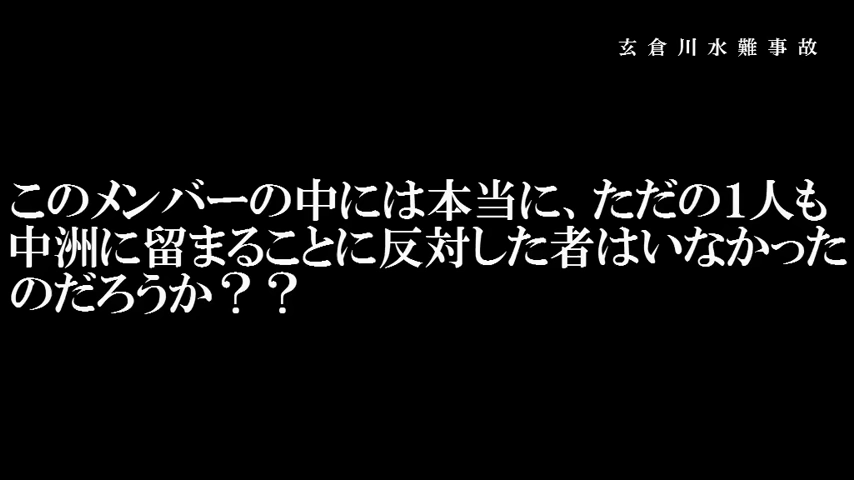 玄倉川水難事故
このメンバーの中には本当に、ただの1人も
中洲に留まることに反対した者はいなかった
のだろうか？？